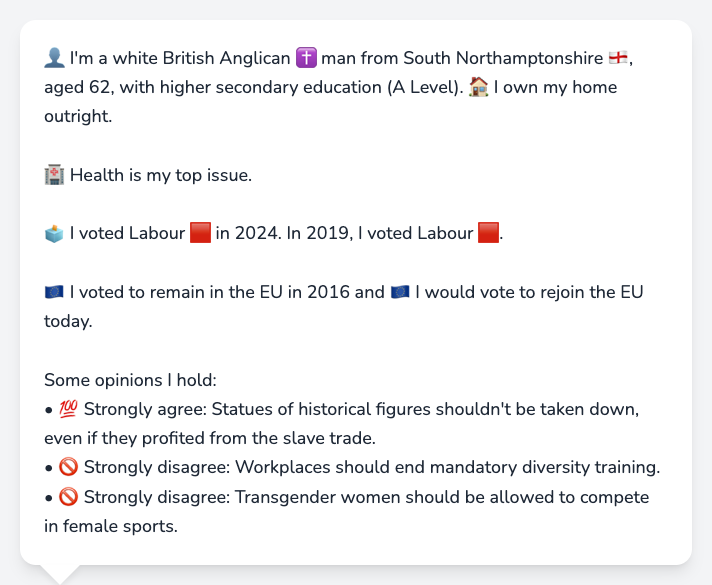 👤 I'm a white British Anglican ✝️ man from South Northamptonshire 🏴󠁧󠁢󠁥󠁮󠁧󠁿,
aged 62, with higher secondary education (A Level). 🏠 I own my home
outright.
🏥 Health is my top issue.
🗳️ I voted Labour 🟥 in 2024. In 2019, I voted Labour 🟥.
🇪🇺 I voted to remain in the EU in 2016 and 🇪🇺 I would vote to rejoin the EU
today.
Some opinions I hold:
• 💯 Strongly agree: Statues of historical figures shouldn't be taken down,
even if they profited from the slave trade.
• 🚫 Strongly disagree: Workplaces should end mandatory diversity training.
• 🚫 Strongly disagree: Transgender women should be allowed to compete
in female sports.